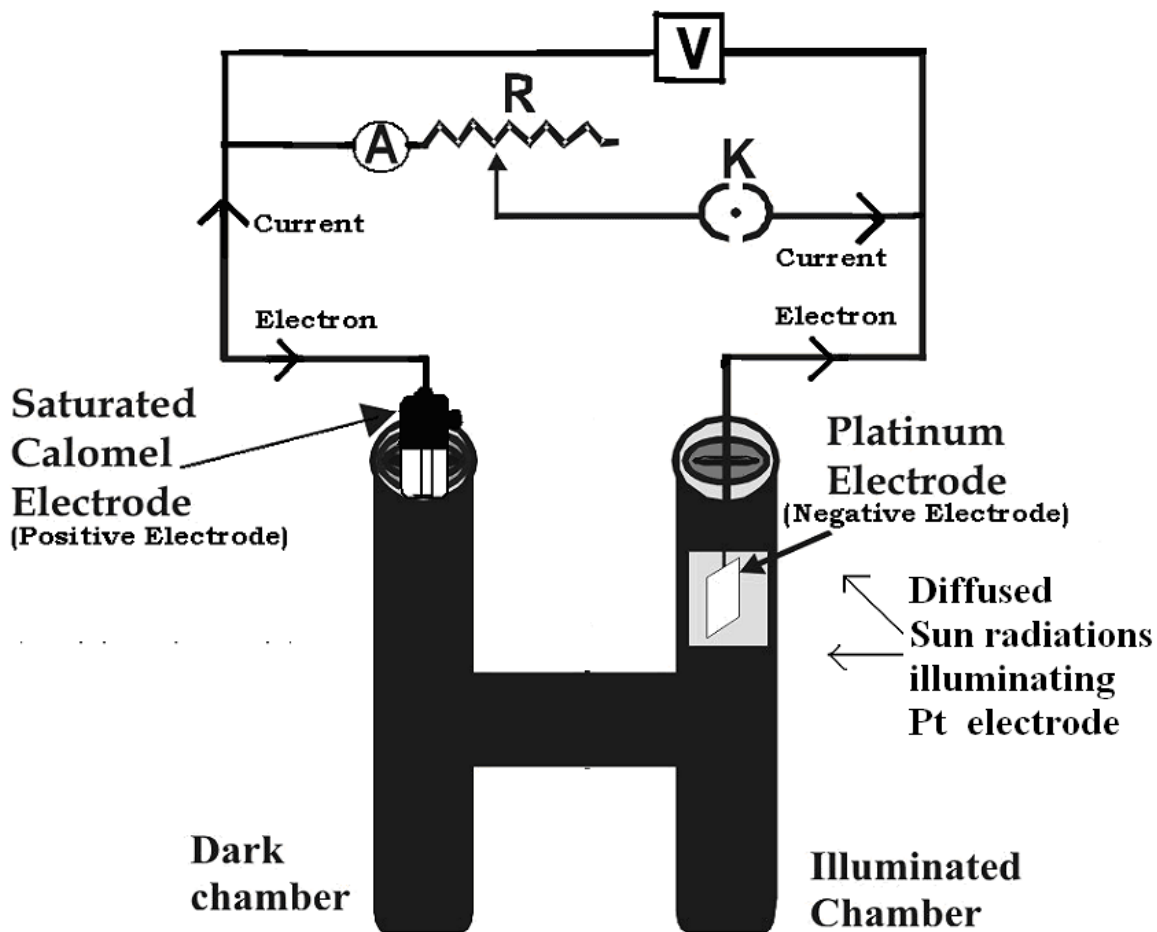 V
R
A
K
Current
Current
Electron
Electron
Saturated
Calomel
Electrode
(Positive Electrode)
Platinum
Electrode
(Negative Electrode)
Diffused
Sun radiations
illuminating
Pt electrode
Dark
chamber
Illuminated
Chamber